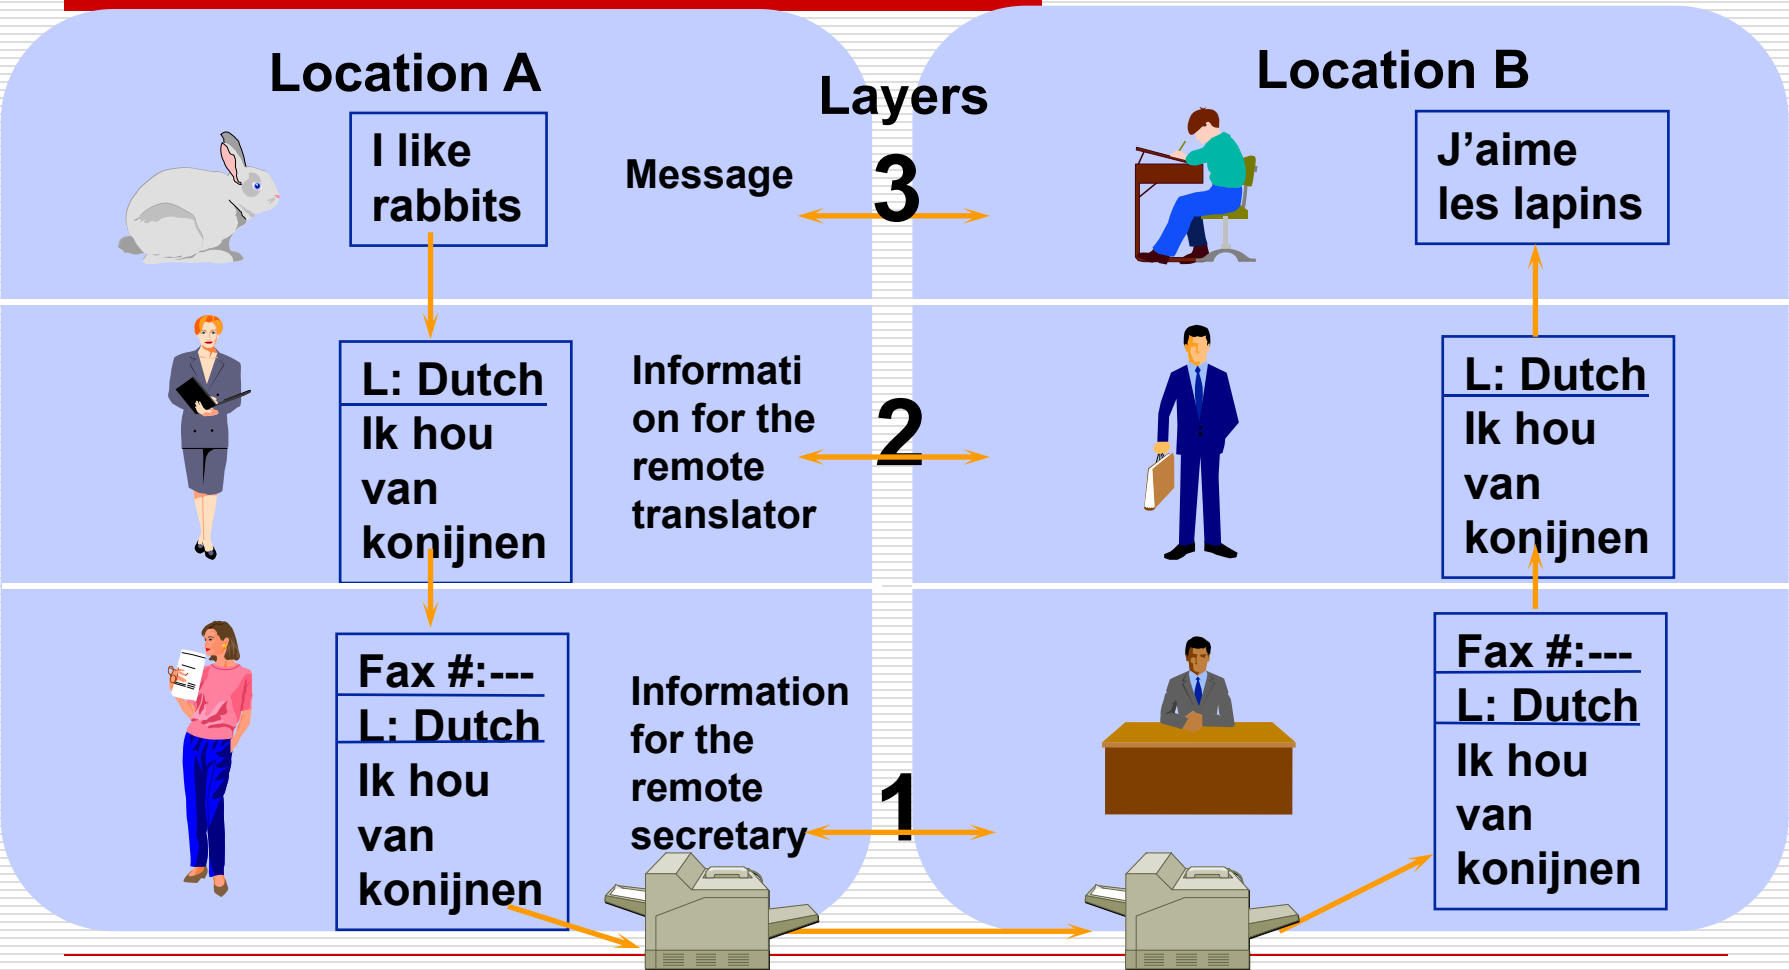 Location A
Layers
Location B
I like
rabbits
Message
3
J’aime
les lapins
L: Dutch
Ik hou
van
konijnen
Informati
on for the
remote
translator
2
L: Dutch
Ik hou
van
konijnen
Fax #:---
L: Dutch
Ik hou
van
konijnen
Information
for the
remote
secretary
1
Fax #:---
L: Dutch
Ik hou
van
konijnen